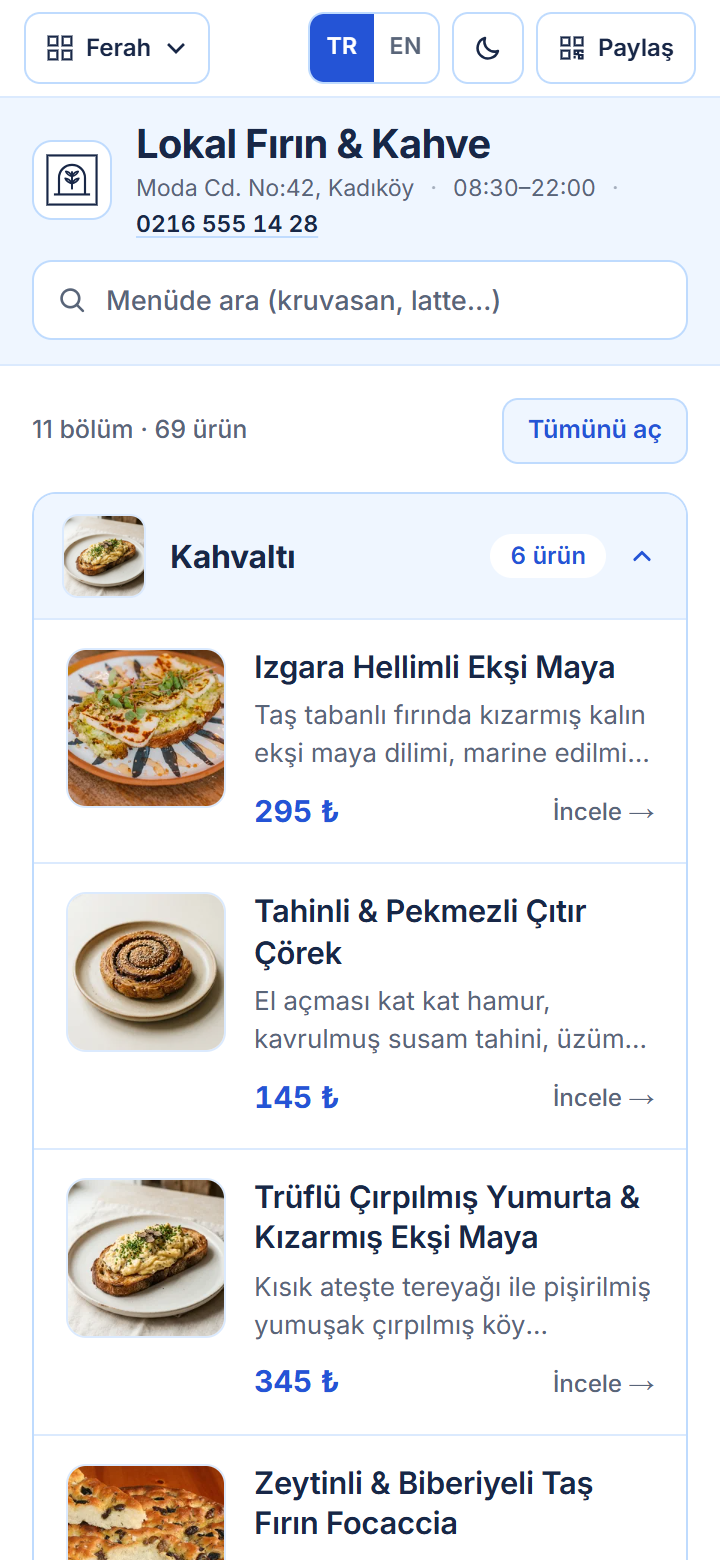 Ferah
TR
EN
Paylaş
Lokal Fırın & Kahve
Moda Cd. No:42, Kadıköy · 08:30–22:00 ·
0216 555 14 28
Menüde ara (kruvasan, latte...)
11 bölüm · 69 ürün
Tümünü aç
Kahvaltı
6 ürün
Izgara Hellimli Ekşi Maya
Taş tabanlı fırında kızarmış kalın
ekşi maya dilimi, marine edilmi...
295 ₺
İncele →
Tahinli & Pekmezli Çıtır
Çörek
El açması kat kat hamur,
kavrulmuş susam tahini, üzüm...
145 ₺
İncele →
Trüflü Çırpılmış Yumurta &
Kızarmış Ekşi Maya
Kısık ateşte tereyağı ile pişirilmiş
yumuşak çırpılmış köy...
345 ₺
İncele →
Zeytinli & Biberiyeli Taş
Fırın Focaccia